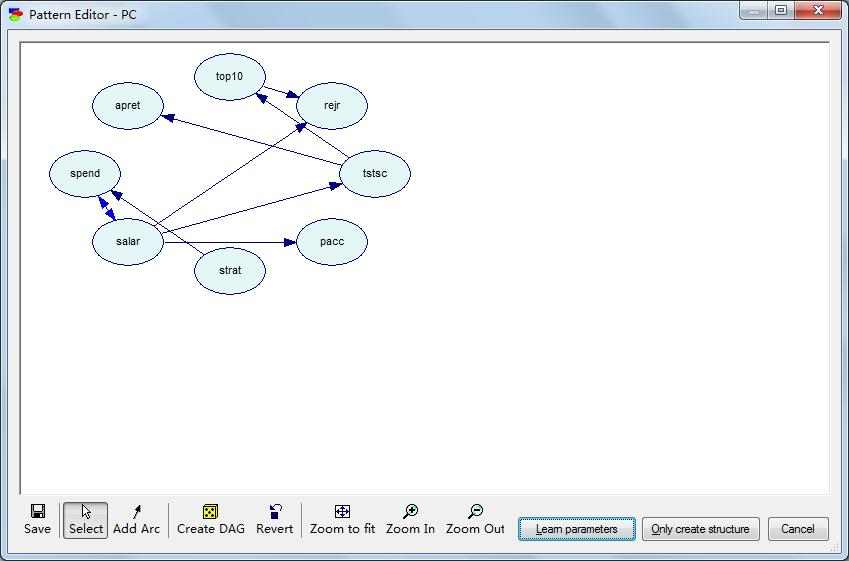 Pattern Editor - PC
top10
apret
rejr
spend
tstsc
salar
pacc
strat
Save
Select
Add Arc
Create DAG
Revert
Zoom to fit
Zoom In
Zoom Out
Learn parameters
Only create structure
Cancel